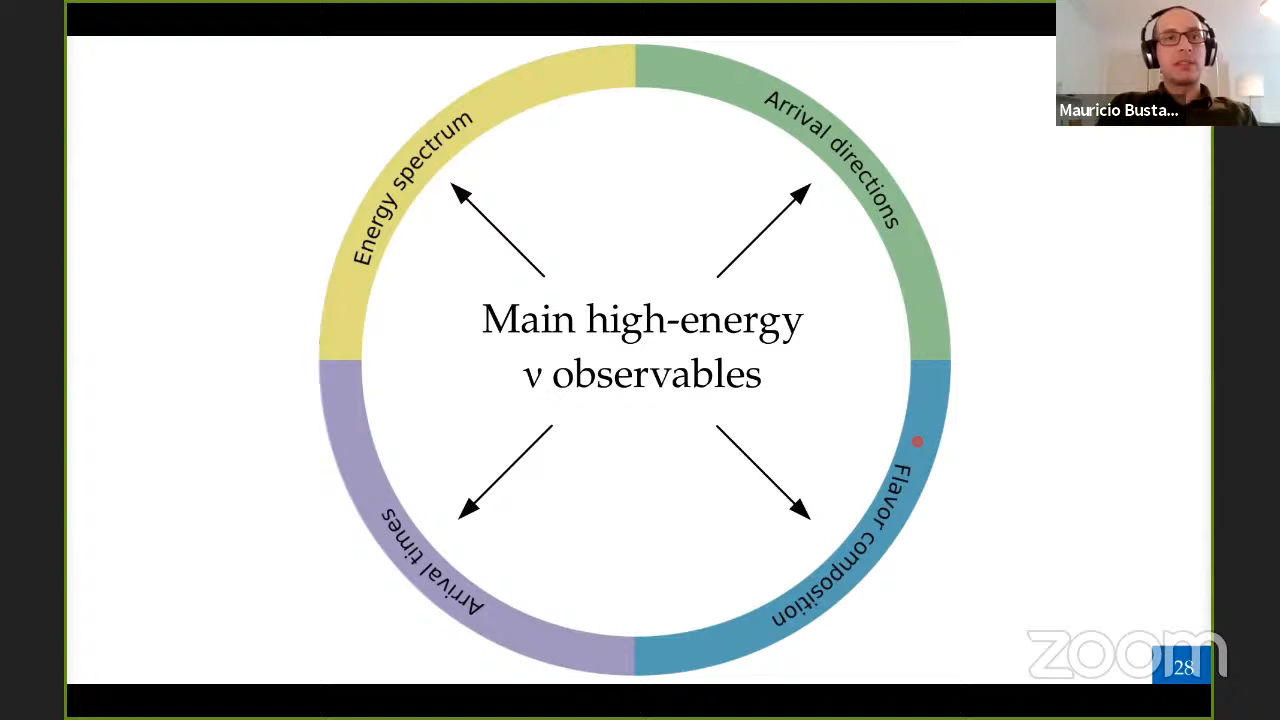 Mauricio Busta...
Energy spectrum
Arrival directions
Main high-energy
ν observables
Arrival times
Flavor composition
zoom
28